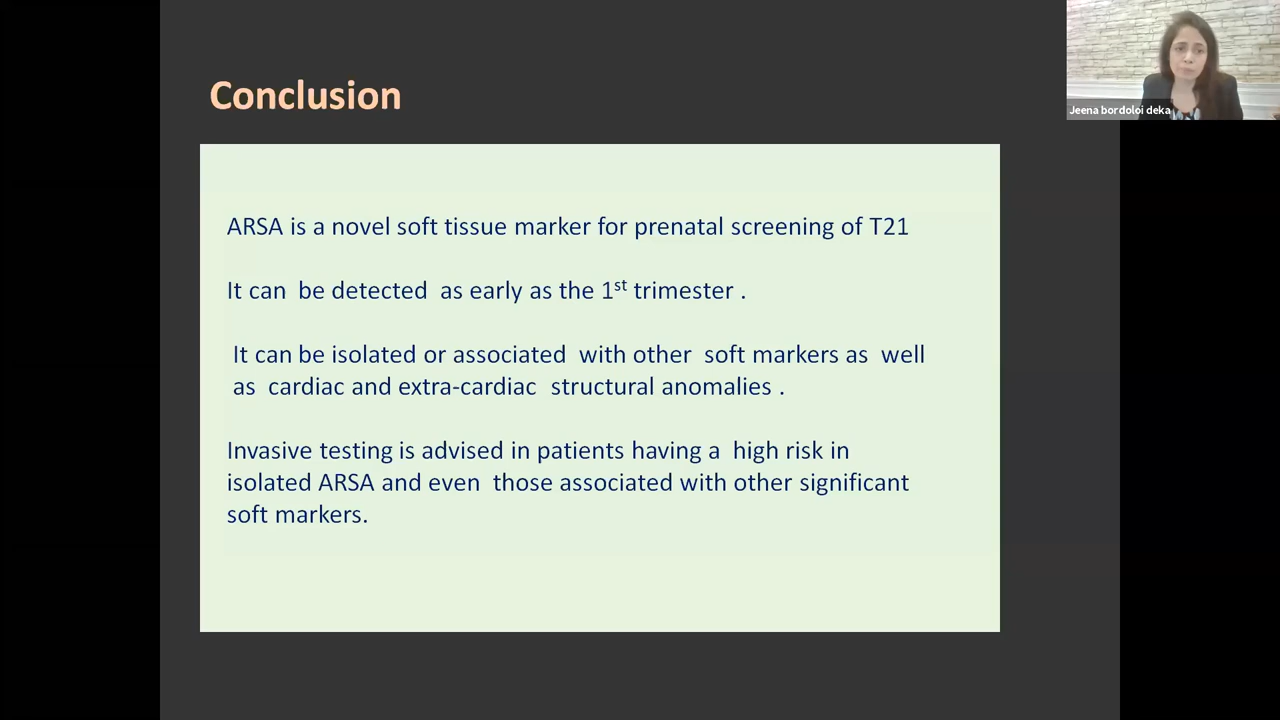 Conclusion
ARSA is a novel soft tissue marker for prenatal screening of T21
It can be detected as early as the 1st trimester .
It can be isolated or associated with other soft markers as well
as cardiac and extra-cardiac structural anomalies .
Invasive testing is advised in patients having a high risk in
isolated ARSA and even those associated with other significant
soft markers.
Jeena bordoloi deka